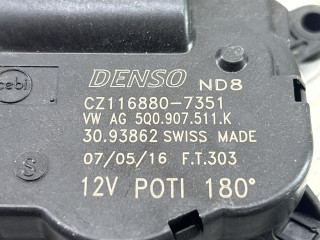 DENSO ND8
cebi
CZ116880-7351
VW AG 5Q0.907.511.K
30.93862 SWISS MADE
07/05/16 F.T.303
S
12V POTI 180°